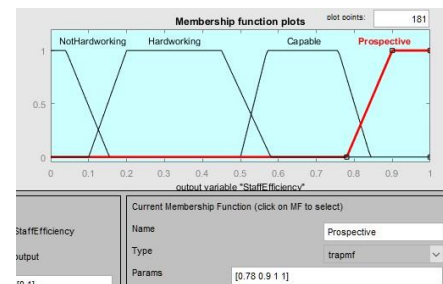 Membership function plots
plot points:
181
NotHardworking
Hardworking
Capable
Prospective
1
0.5
0
0 0.1 0.2 0.3 0.4 0.5 0.6 0.7 0.8 0.9 1
output variable "StaffEfficiency"
Current Membership Function (click on MF to select)
StaffEfficiency
Name
Prospective
output
Type
trapmf
Params
[0.78 0.9 1 1]